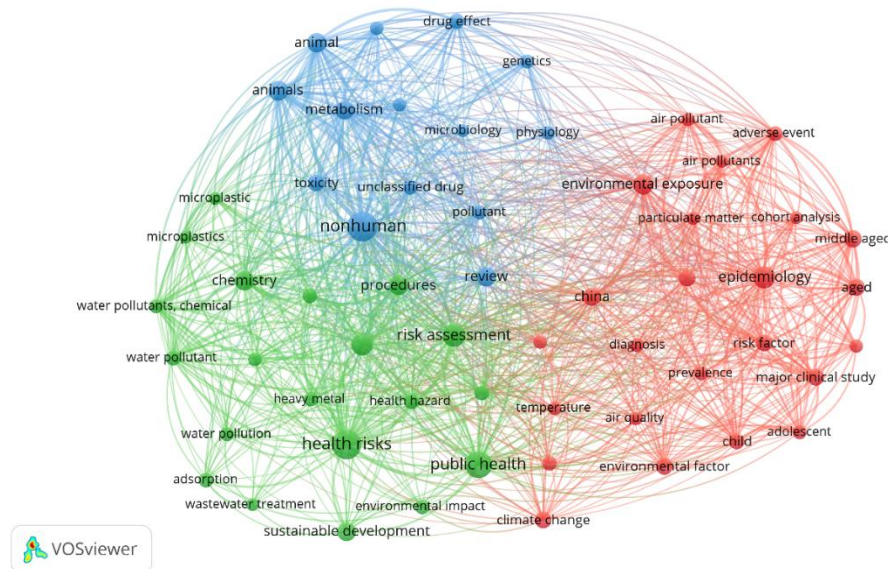 drug effect
animal
genetics
animals
metabolism
air pollutant
microbiology
physiology
adverse event
air pollutants
toxicity
unclassified drug
environmental exposure
microplastic
pollutant
particulate matter
cohort analysis
nonhuman
microplastics
middle aged
chemistry
procedures
review
epidemiology
aged
china
water pollutants, chemical
risk assessment
diagnosis
risk factor
water pollutant
prevalence
major clinical study
heavy metal
health hazard
temperature
air quality
water pollution
health risks
child
adolescent
public health
environmental factor
adsorption
wastewater treatment
environmental impact
climate change
sustainable development
VOSviewer